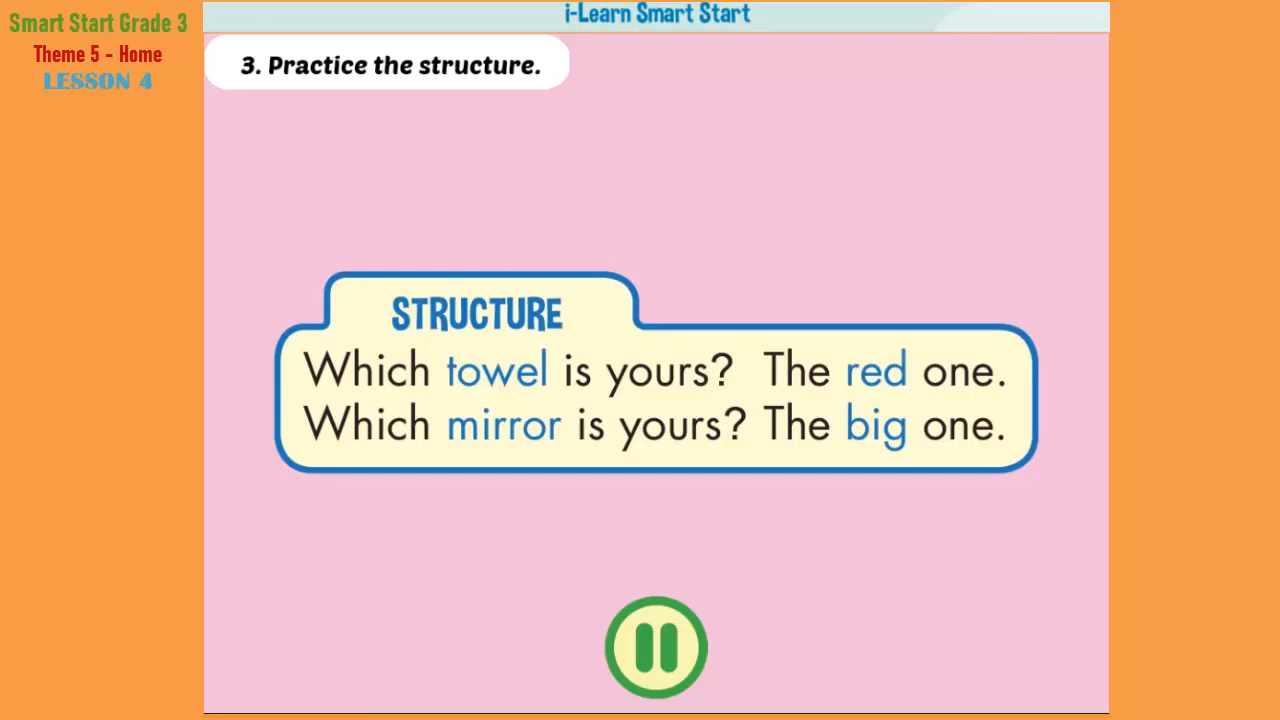 Smart Start Grade 3
Theme 5 - Home
LESSON 4
i-Learn Smart Start
3. Practice the structure.
STRUCTURE
Which towel is yours? The red one.
Which mirror is yours? The big one.